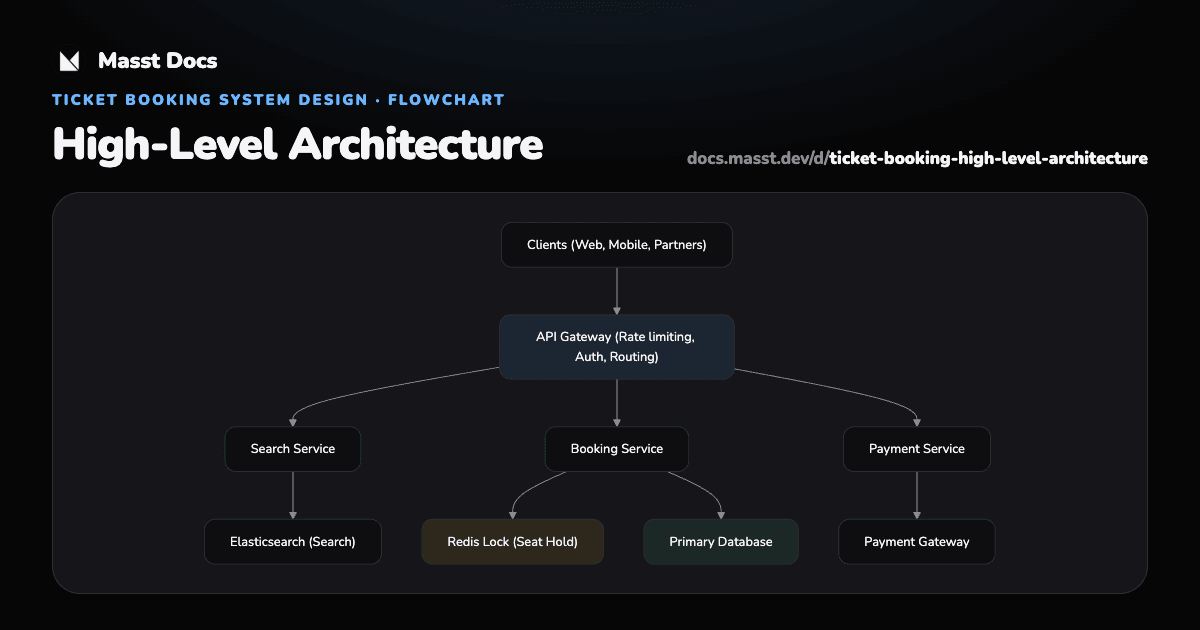 Masst Docs
TICKET BOOKING SYSTEM DESIGN · FLOWCHART
High-Level Architecture
docs.masst.dev/d/ticket-booking-high-level-architecture
Clients (Web, Mobile, Partners)
API Gateway (Rate limiting,
Auth, Routing)
Search Service
Booking Service
Payment Service
Elasticsearch (Search)
Redis Lock (Seat Hold)
Primary Database
Payment Gateway